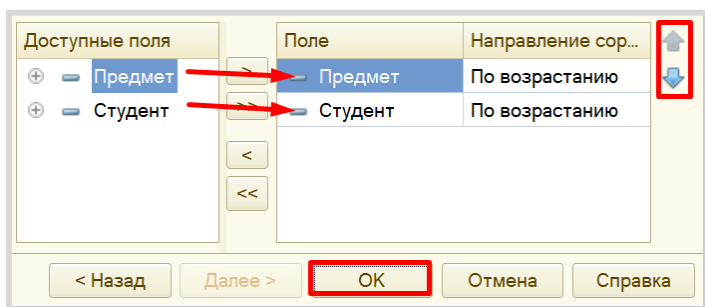 Доступные поля
Поле
Направление сор...
Предмет
>
Предмет
По возрастанию
Студент
>>
Студент
По возрастанию
<
<<
< Назад
Далее >
OK
Отмена
Справка